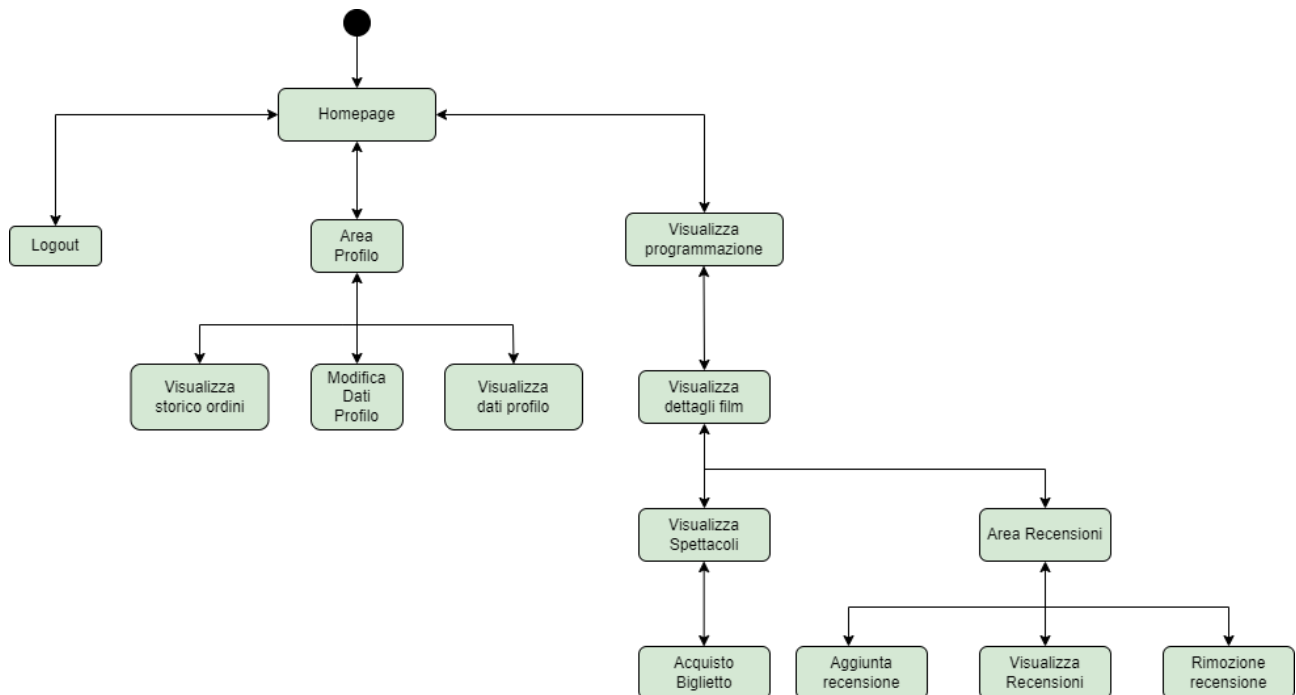 Homepage
Logout
Area
Profilo
Visualizza
programmazione
Visualizza
storico ordini
Modifica
Dati
Profilo
Visualizza
dati profilo
Visualizza
dettagli film
Visualizza
Spettacoli
Area Recensioni
Acquisto
Biglietto
Aggiunta
recensione
Visualizza
Recensioni
Rimozione
recensione